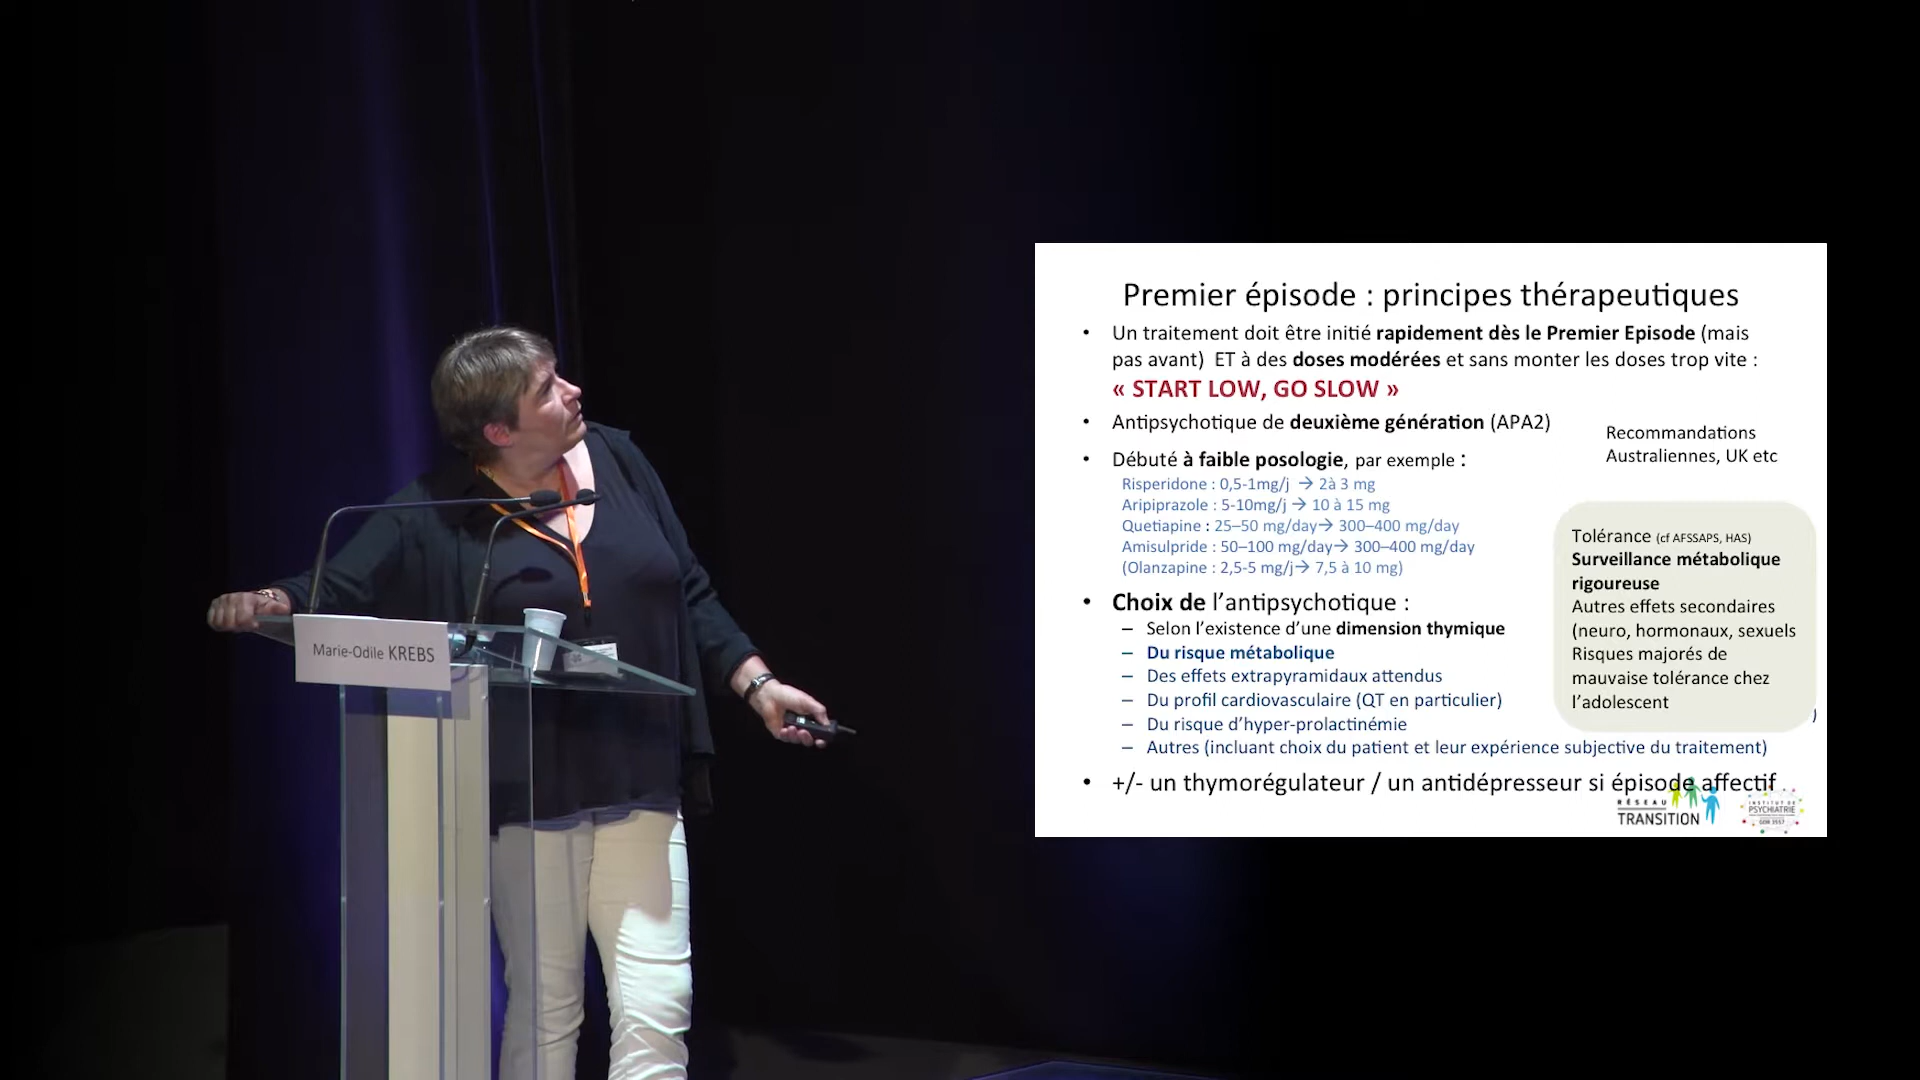 Premier épisode : principes thérapeutiques
• Un traitement doit être initié rapidement dès le Premier Episode (mais
pas avant) ET à des doses modérées et sans monter les doses trop vite :
« START LOW, GO SLOW »
• Antipsychotique de deuxième génération (APA2)
Recommandations
Australiennes, UK etc
• Débuté à faible posologie, par exemple :
Risperidone : 0,5-1mg/j → 2à 3 mg
Aripiprazole : 5-10mg/j → 10 à 15 mg
Quetiapine : 25–50 mg/day→ 300–400 mg/day
Amisulpride : 50–100 mg/day→ 300–400 mg/day
(Olanzapine : 2,5-5 mg/j→ 7,5 à 10 mg)
Tolérance (cf AFSSAPS, HAS)
Surveillance métabolique
rigoureuse
Autres effets secondaires
(neuro, hormonaux, sexuels
Risques majorés de
mauvaise tolérance chez
l’adolescent
)
• Choix de l’antipsychotique :
– Selon l’existence d’une dimension thymique
– Du risque métabolique
– Des effets extrapyramidaux attendus
– Du profil cardiovasculaire (QT en particulier)
– Du risque d’hyper-prolactinémie
– Autres (incluant choix du patient et leur expérience subjective du traitement)
• +/- un thymorégulateur / un antidépresseur si épisode affectif
RÉSEAU
TRANSITION
INSTITUT DE
PSYCHIATRIE
GDR 3557
Marie-Odile KREBS